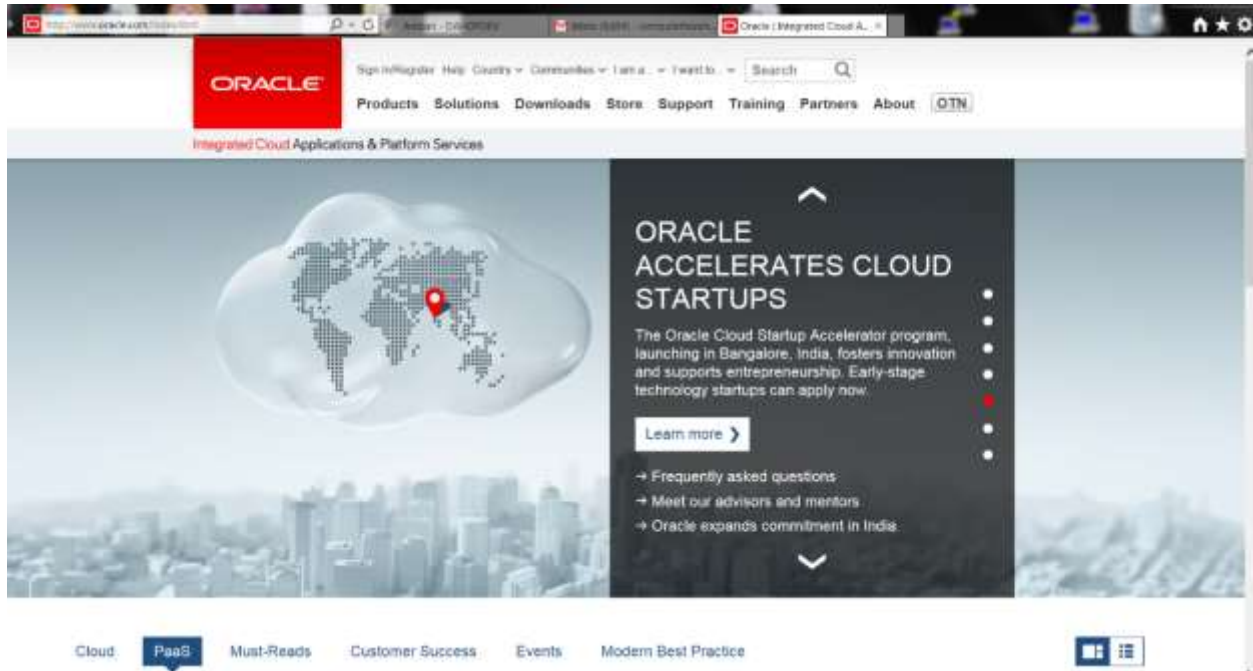 Oracle | Integrated Cloud A...
ORACLE
Sign In/Register Help Country Communities I am a... I want to... Search
Products Solutions Downloads Store Support Training Partners About OTN
Integrated Cloud Applications & Platform Services
ORACLE
ACCELERATES CLOUD
STARTUPS
The Oracle Cloud Startup Accelerator program,
launching in Bangalore, India, fosters innovation
and supports entrepreneurship. Early-stage
technology startups can apply now.
Learn more ❯
→ Frequently asked questions
→ Meet our advisors and mentors
→ Oracle expands commitment in India
Cloud PaaS Must-Reads Customer Success Events Modern Best Practice